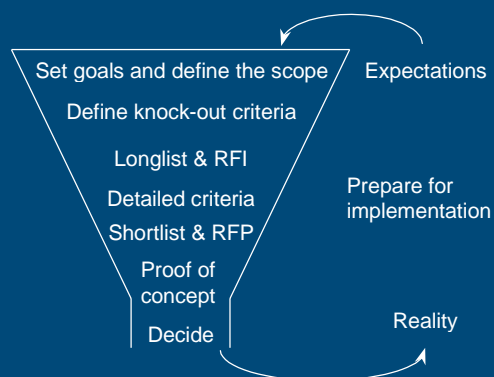 Set goals and define the scope
Expectations
Define knock-out criteria
Longlist & RFI
Detailed criteria
Prepare for
implementation
Shortlist & RFP
Proof of
concept
Reality
Decide